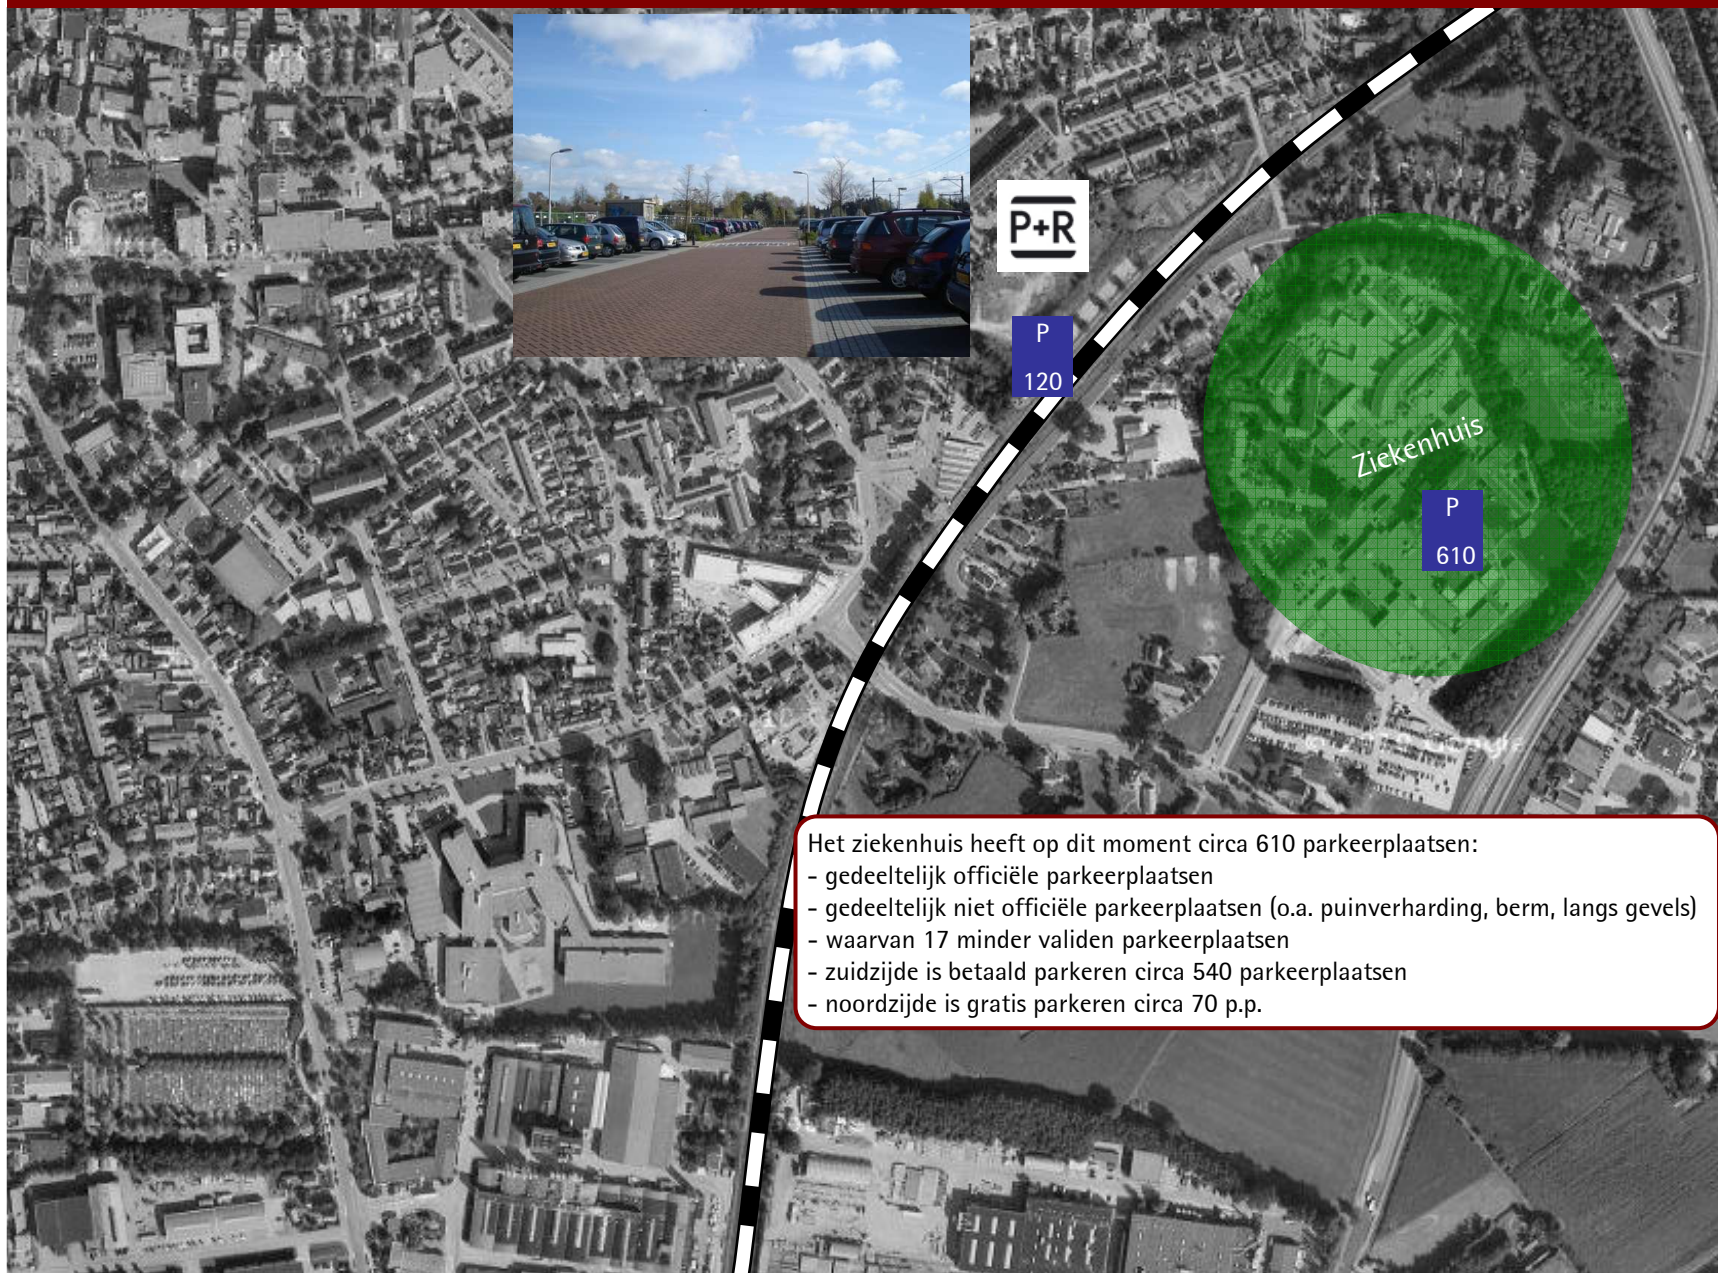 P+R
P
120
Ziekenhuis
P
610
Het ziekenhuis heeft op dit moment circa 610 parkeerplaatsen:
- gedeeltelijk officiële parkeerplaatsen
- gedeeltelijk niet officiële parkeerplaatsen (o.a. puinverharding, berm, langs gevels)
- waarvan 17 minder validen parkeerplaatsen
- zuidzijde is betaald parkeren circa 540 parkeerplaatsen
- noordzijde is gratis parkeren circa 70 p.p.